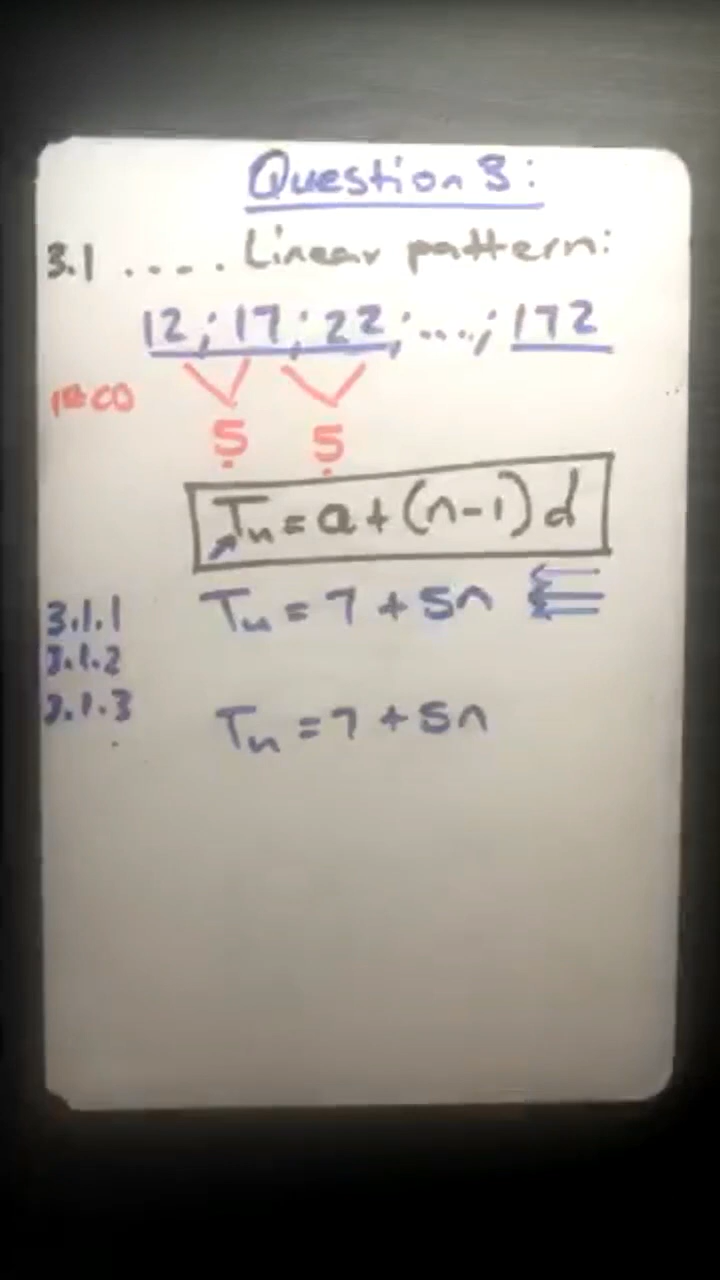 Question 3:
3.1 .... Linear pattern:
12; 17; 22; ...; 172
5 5
Tn = a + (n-1) d
3.1.1 Tn = 7 + 5n
3.1.2
3.1.3 Tn = 7 + 5n